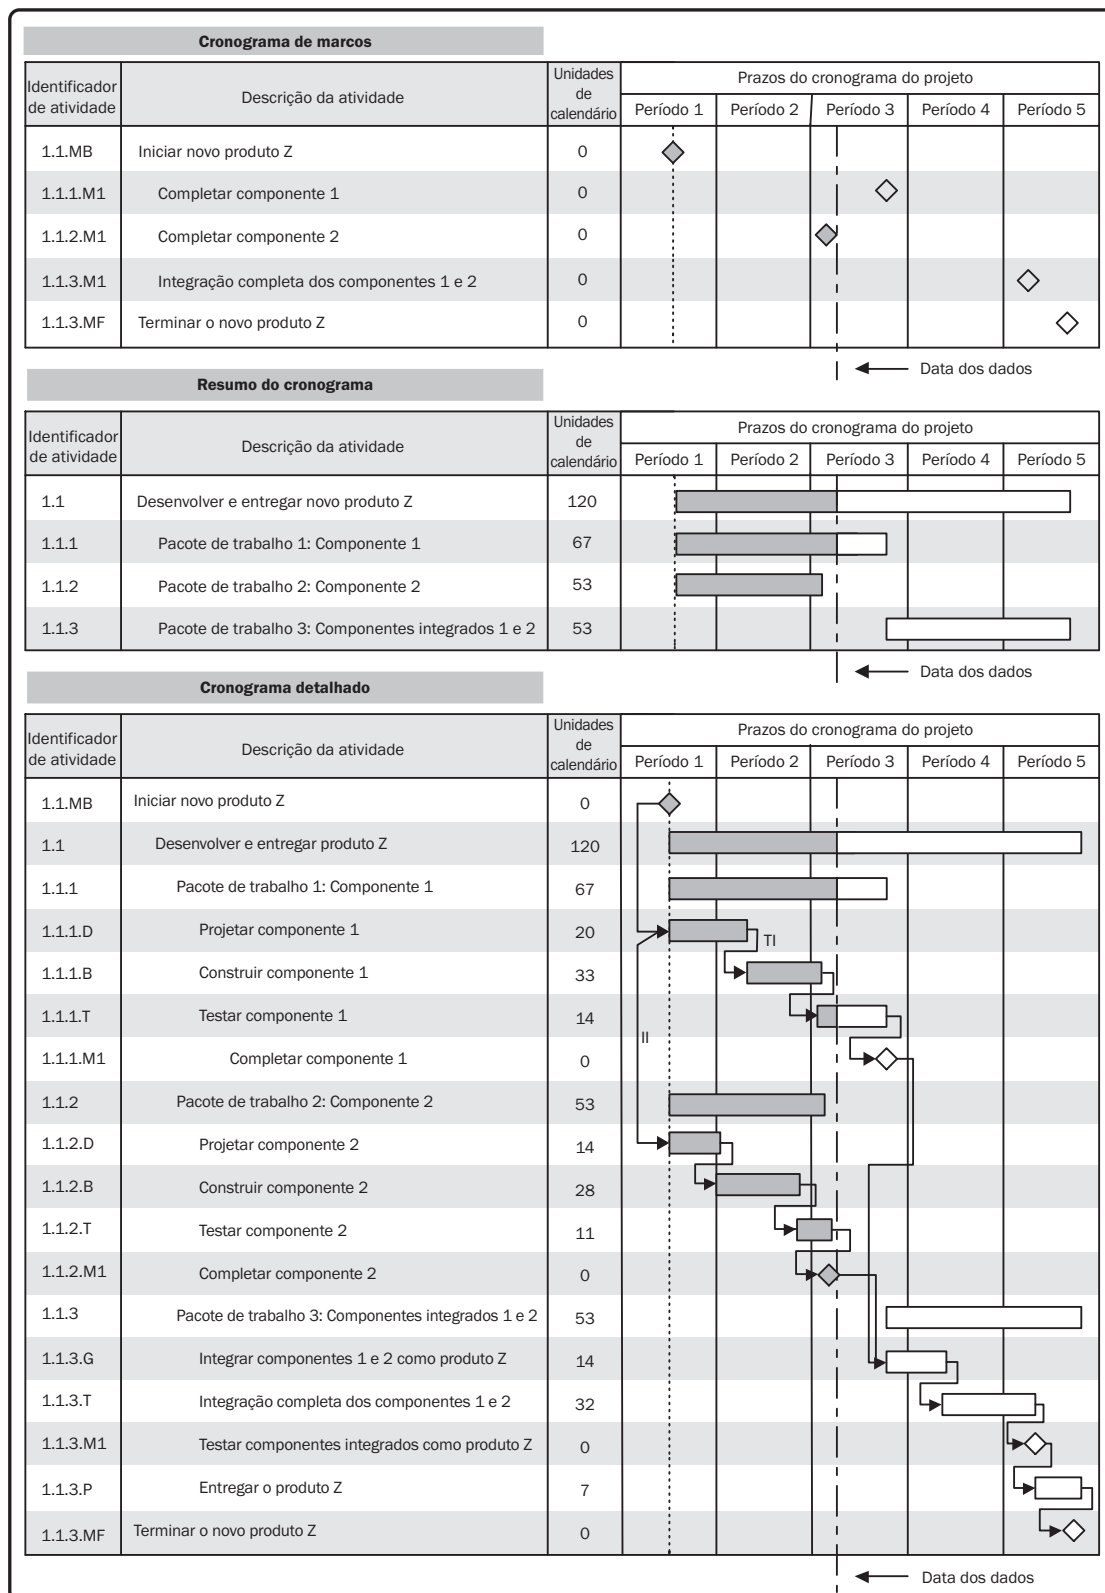 Cronograma de marcos
Identificador de atividade
Descrição da atividade
Unidades de calendário
Prazos do cronograma do projeto
Período 1 Período 2 Período 3 Período 4 Período 5
1.1.MB Iniciar novo produto Z 0
1.1.1.M1 Completar componente 1 0
1.1.2.M1 Completar componente 2 0
1.1.3.M1 Integração completa dos componentes 1 e 2 0
1.1.3.MF Terminar o novo produto Z 0
Data dos dados
Resumo do cronograma
Identificador de atividade
Descrição da atividade
Unidades de calendário
Prazos do cronograma do projeto
Período 1 Período 2 Período 3 Período 4 Período 5
1.1 Desenvolver e entregar novo produto Z 120
1.1.1 Pacote de trabalho 1: Componente 1 67
1.1.2 Pacote de trabalho 2: Componente 2 53
1.1.3 Pacote de trabalho 3: Componentes integrados 1 e 2 53
Data dos dados
Cronograma detalhado
Identificador de atividade
Descrição da atividade
Unidades de calendário
Prazos do cronograma do projeto
Período 1 Período 2 Período 3 Período 4 Período 5
1.1.MB Iniciar novo produto Z 0
1.1 Desenvolver e entregar produto Z 120
1.1.1 Pacote de trabalho 1: Componente 1 67
1.1.1.D Projetar componente 1 20
TI
1.1.1.B Construir componente 1 33
1.1.1.T Testar componente 1 14
II
1.1.1.M1 Completar componente 1 0
1.1.2 Pacote de trabalho 2: Componente 2 53
1.1.2.D Projetar componente 2 14
1.1.2.B Construir componente 2 28
1.1.2.T Testar componente 2 11
1.1.2.M1 Completar componente 2 0
1.1.3 Pacote de trabalho 3: Componentes integrados 1 e 2 53
1.1.3.G Integrar componentes 1 e 2 como produto Z 14
1.1.3.T Integração completa dos componentes 1 e 2 32
1.1.3.M1 Testar componentes integrados como produto Z 0
1.1.3.P Entregar o produto Z 7
1.1.3.MF Terminar o novo produto Z 0
Data dos dados